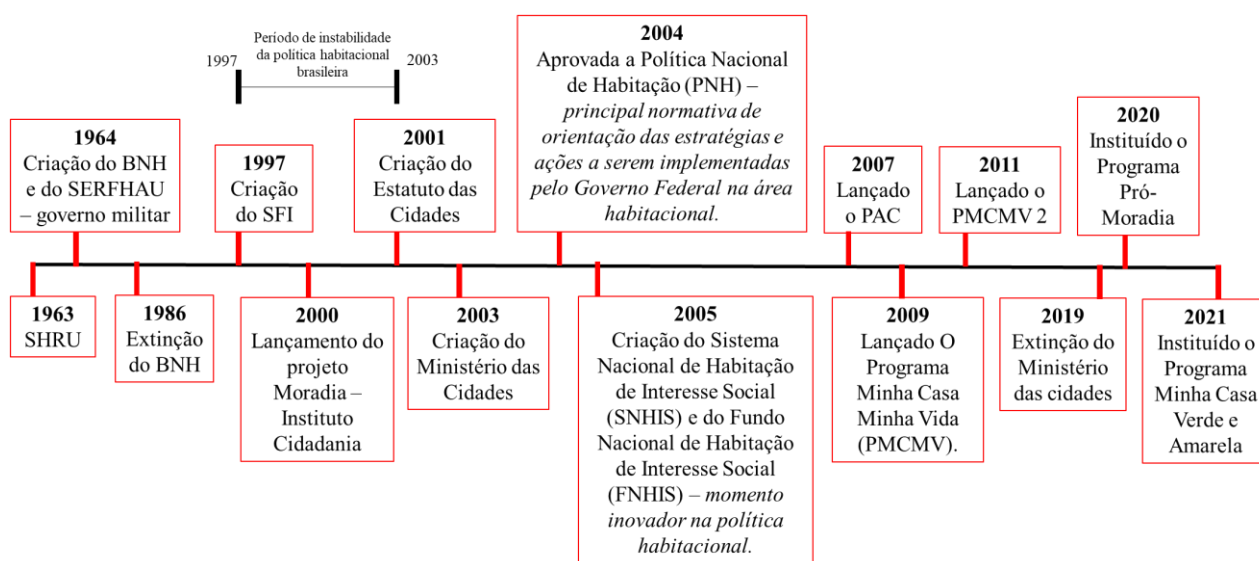 Período de instabilidade
da política habitacional
brasileira
1997
2003
1964
Criação do BNH
e do SERFHAU
– governo militar
1997
Criação
do SFI
2001
Criação do
Estatuto das
Cidades
2004
Aprovada a Política Nacional
de Habitação (PNH) –
principal normativa de
orientação das estratégias e
ações a serem implementadas
pelo Governo Federal na área
habitacional.
2007
Lançado
o PAC
2011
Lançado o
PMCMV 2
2020
Instituído o
Programa
Pró-
Moradia
1963
SHRU
1986
Extinção
do BNH
2000
Lançamento do
projeto
Moradia –
Instituto
Cidadania
2003
Criação do
Ministério das
Cidades
2005
Criação do Sistema
Nacional de Habitação
de Interesse Social
(SNHIS) e do Fundo
Nacional de Habitação
de Interesse Social
(FNHIS) – momento
inovador na política
habitacional.
2009
Lançado O
Programa
Minha Casa
Minha Vida
(PMCMV).
2019
Extinção do
Ministério
das cidades
2021
Instituído o
Programa
Minha Casa
Verde e
Amarela